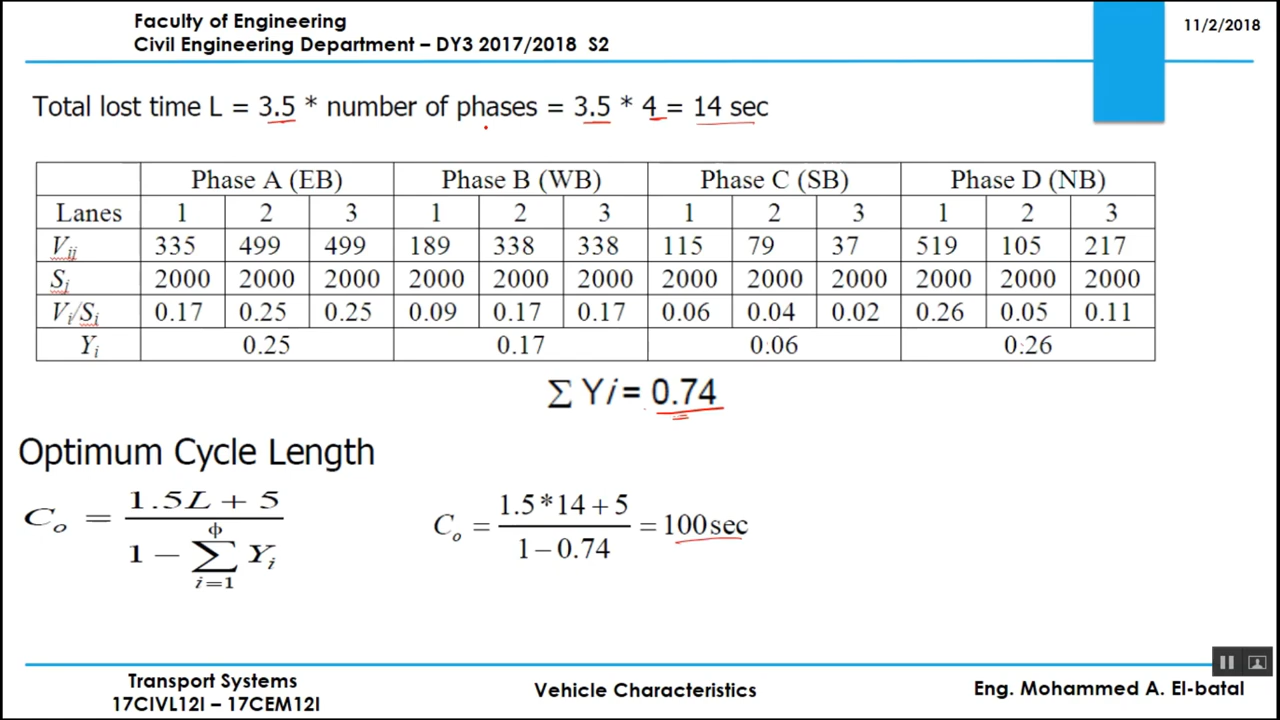 Faculty of Engineering
Civil Engineering Department – DY3 2017/2018 S2
11/2/2018
Total lost time L = 3.5 * number of phases = 3.5 * 4 = 14 sec
Phase A (EB) Phase B (WB) Phase C (SB) Phase D (NB)
Lanes 1 2 3 1 2 3 1 2 3 1 2 3
Vij 335 499 499 189 338 338 115 79 37 519 105 217
Sj 2000 2000 2000 2000 2000 2000 2000 2000 2000 2000 2000 2000
Vi/Si 0.17 0.25 0.25 0.09 0.17 0.17 0.06 0.04 0.02 0.26 0.05 0.11
Yi 0.25 0.17 0.06 0.26
∑ Yi = 0.74
Optimum Cycle Length
Co = (1.5L + 5) / (1 − ∑ i=1 ϕ Yi)
Co = (1.5*14 + 5) / (1 − 0.74) = 100 sec
Transport Systems
17CIVL12I – 17CEM12I
Vehicle Characteristics
Eng. Mohammed A. El-batal